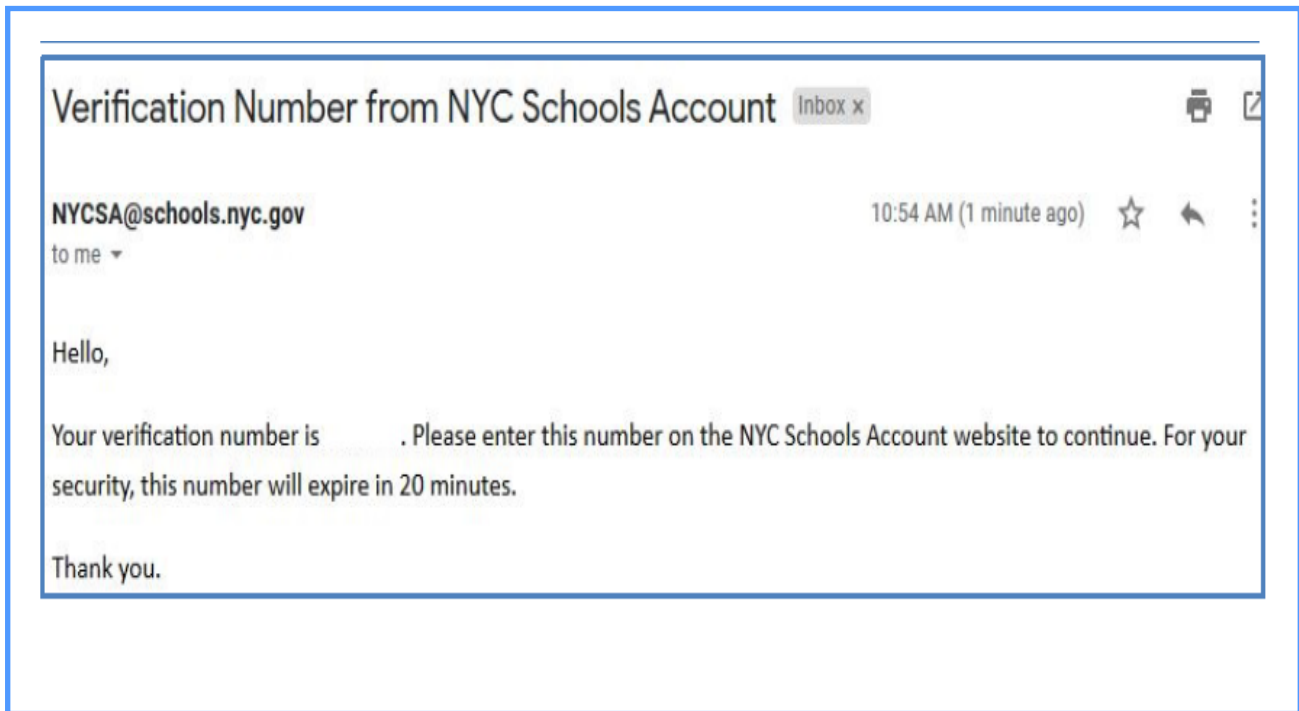 Verification Number from NYC Schools Account Inbox x
NYCSA@schools.nyc.gov 10:54 AM (1 minute ago)
to me
Hello,
Your verification number is . Please enter this number on the NYC Schools Account website to continue. For your
security, this number will expire in 20 minutes.
Thank you.